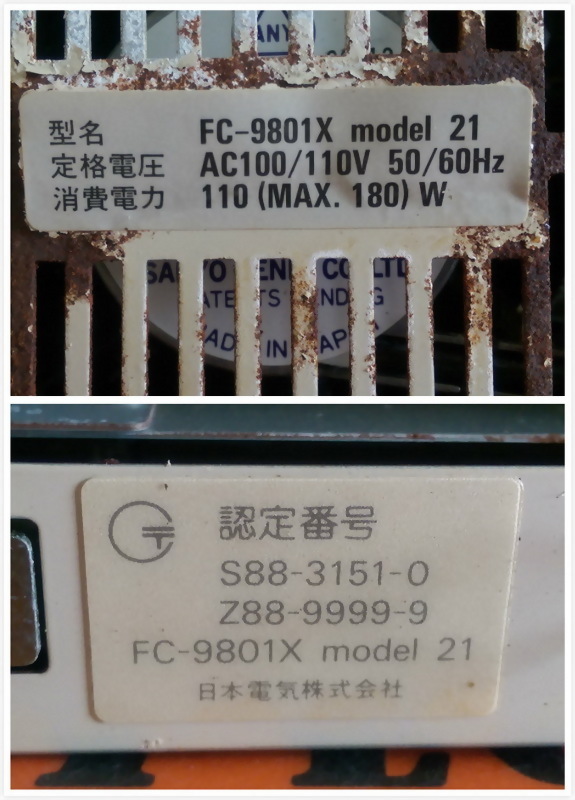 型名 FC-9801X model 21
定格電圧 AC100/110V 50/60Hz
消費電力 110 (MAX. 180) W
認定番号
S88-3151-0
Z88-9999-9
FC-9801X model 21
日本電気株式会社